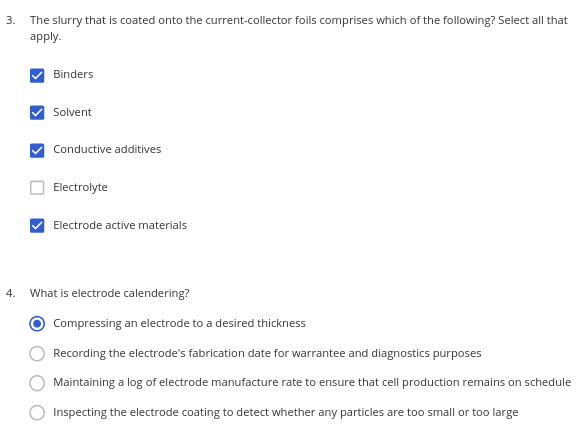 3. The slurry that is coated onto the current-collector foils comprises which of the following? Select all that
apply.
Binders
Solvent
Conductive additives
Electrolyte
Electrode active materials
4. What is electrode calendering?
Compressing an electrode to a desired thickness
Recording the electrode's fabrication date for warrantee and diagnostics purposes
Maintaining a log of electrode manufacture rate to ensure that cell production remains on schedule
Inspecting the electrode coating to detect whether any particles are too small or too large